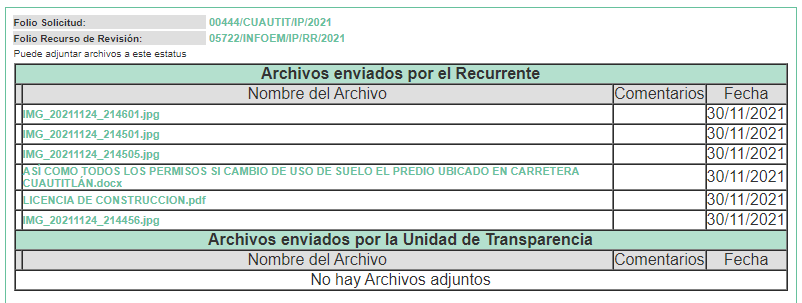 Folio Solicitud: 00444/CUAUTIT/IP/2021
Folio Recurso de Revisión: 05722/INFOEM/IP/RR/2021
Puede adjuntar archivos a este estatus
Archivos enviados por el Recurrente
Nombre del Archivo Comentarios Fecha
IMG_20211124_214601.jpg 30/11/2021
IMG_20211124_214501.jpg 30/11/2021
IMG_20211124_214505.jpg 30/11/2021
ASÍ COMO TODOS LOS PERMISOS SI CAMBIO DE USO DE SUELO EL PREDIO UBICADO EN CARRETERA
CUAUTITLÁN.docx 30/11/2021
LICENCIA DE CONSTRUCCION.pdf 30/11/2021
IMG_20211124_214456.jpg 30/11/2021
Archivos enviados por la Unidad de Transparencia
Nombre del Archivo Comentarios Fecha
No hay Archivos adjuntos